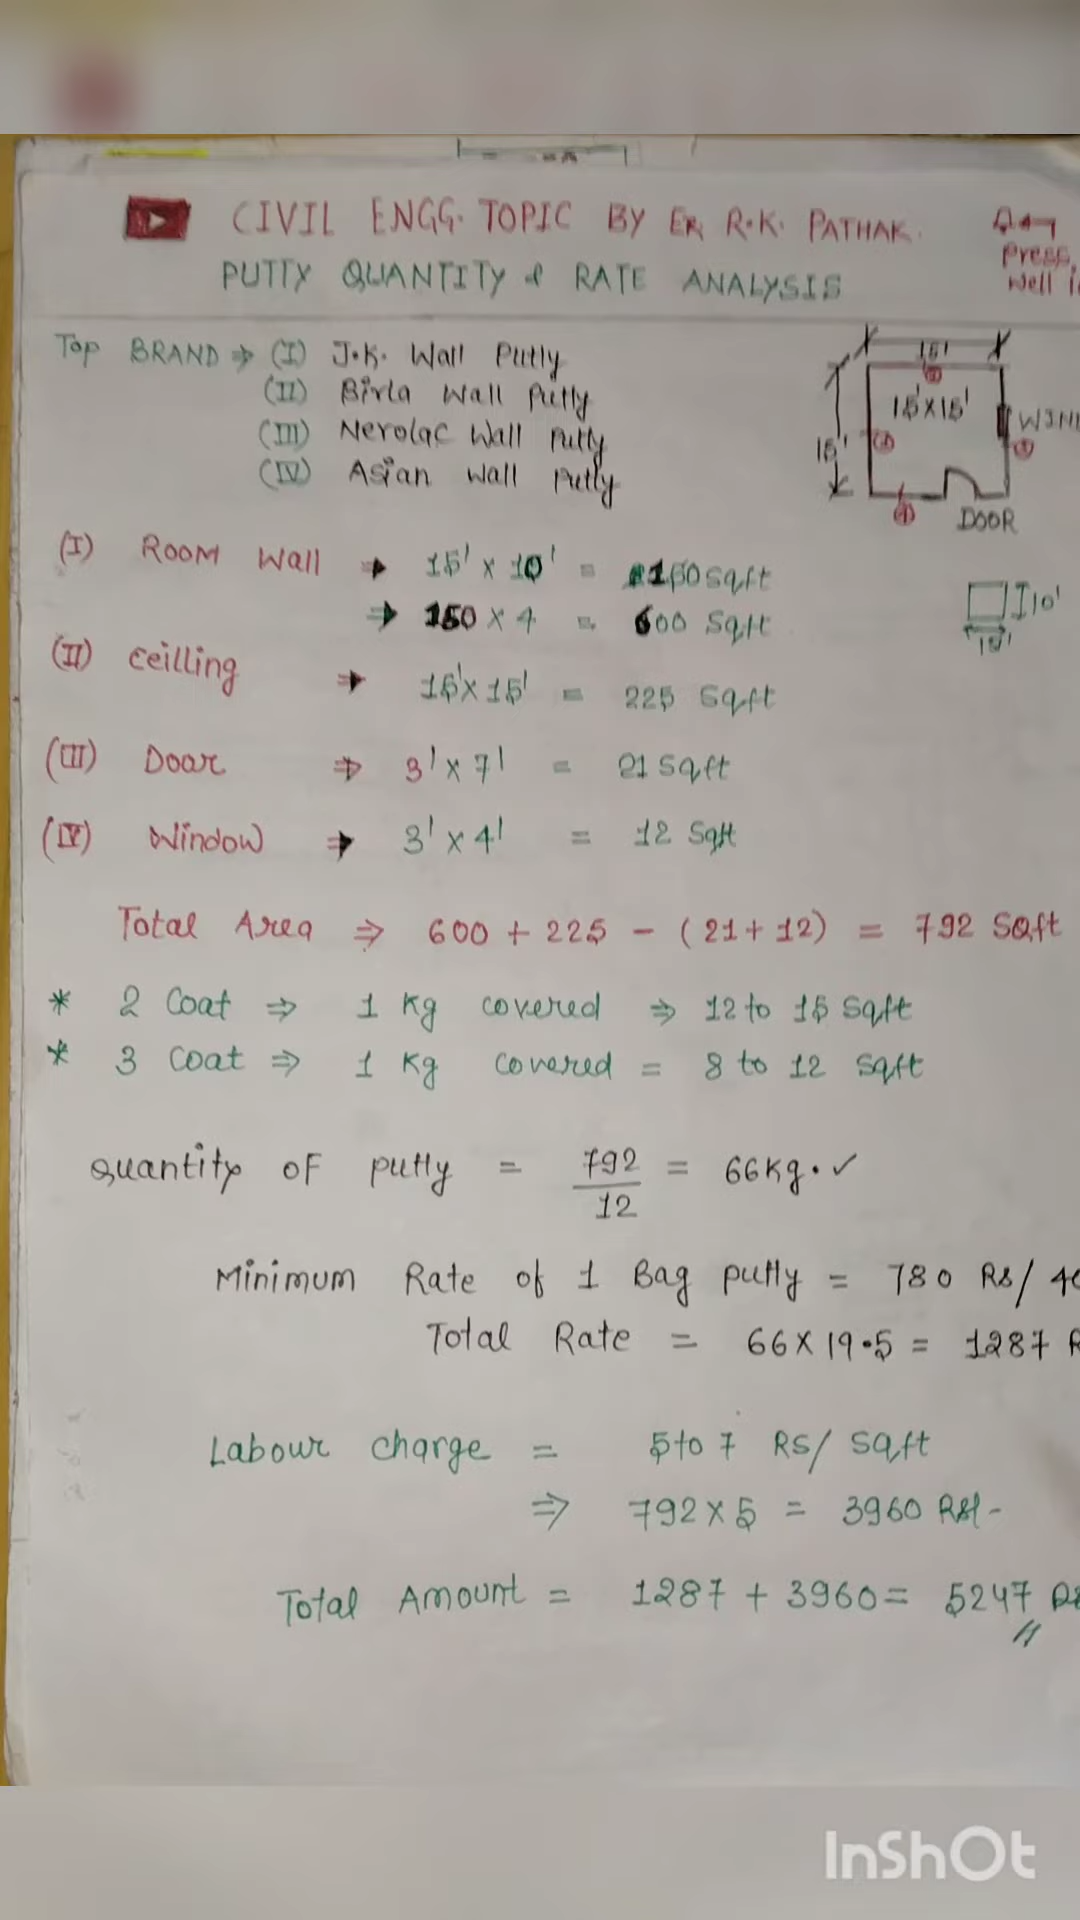 CIVIL ENGG. TOPIC BY ER R.K. PATHAK.
PUTTY QUANTITY & RATE ANALYSIS
Press
Well i
TOP BRAND ⇒ (I) J.K. Wall Putty
(II) Birla Wall Putty
(III) Nerolac Wall Putty
(IV) Asian Wall Putty
15'
15'X15'
15'
WIN
DOOR
(I) ROOM Wall → 15' x 10' = 150 Sqft
⇒ 150 x 4 = 600 Sqft
10'
15'
(II) Ceilling → 15'x 15' = 225 Sqft
(III) Door ⇒ 3' x 7' = 21 Sqft
(IV) Window → 3' x 4' = 12 Sqft
Total Area ⇒ 600 + 225 - (21 + 12) = 792 SQft
* 2 Coat ⇒ 1 Kg covered ⇒ 12 to 15 Sqft
* 3 Coat ⇒ 1 Kg covered = 8 to 12 Sqft
Quantity OF putty = 792/12 = 66Kg. ✓
Minimum Rate of 1 Bag putty = 780 RS/ 40
Total Rate = 66 X 19.5 = 1287 R
Labour charge = 5 to 7 RS/ Sqft
⇒ 792 x 5 = 3960 RS/-
Total Amount = 1287 + 3960 = 5247 RS
InShOt